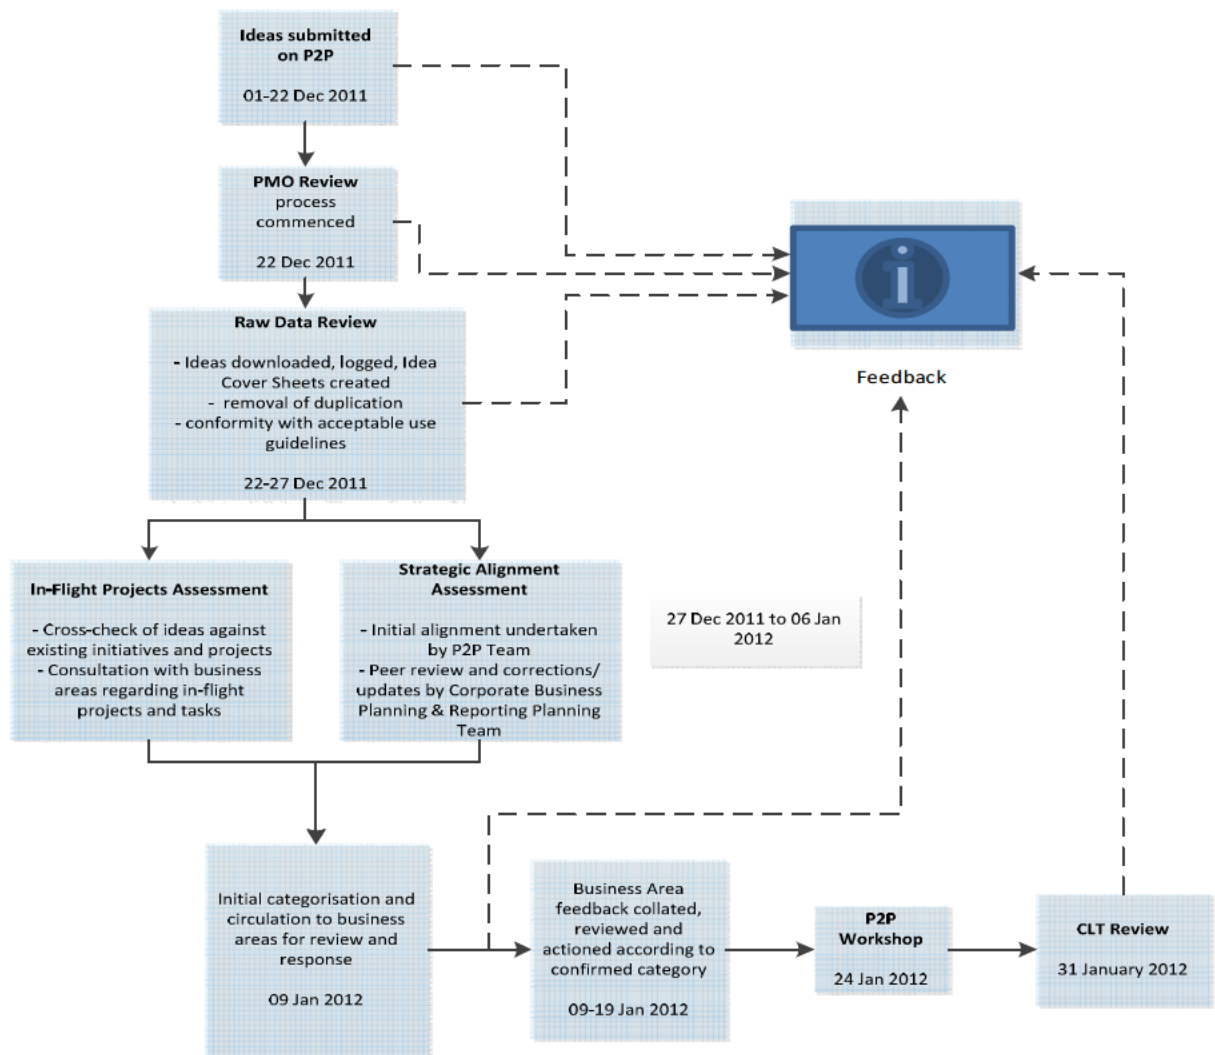 Ideas submitted
on P2P
01-22 Dec 2011
PMO Review
process
commenced
22 Dec 2011
Raw Data Review
- Ideas downloaded, logged, Idea
Cover Sheets created
- removal of duplication
- conformity with acceptable use
guidelines
22-27 Dec 2011
i
Feedback
In-Flight Projects Assessment
- Cross-check of ideas against
existing initiatives and projects
- Consultation with business
areas regarding in-flight
projects and tasks
Strategic Alignment
Assessment
- Initial alignment undertaken
by P2P Team
- Peer review and corrections/
updates by Corporate Business
Planning & Reporting Planning
Team
27 Dec 2011 to 06 Jan
2012
Initial categorisation and
circulation to business
areas for review and
response
09 Jan 2012
Business Area
feedback collated,
reviewed and
actioned according to
confirmed category
09-19 Jan 2012
P2P
Workshop
24 Jan 2012
CLT Review
31 January 2012